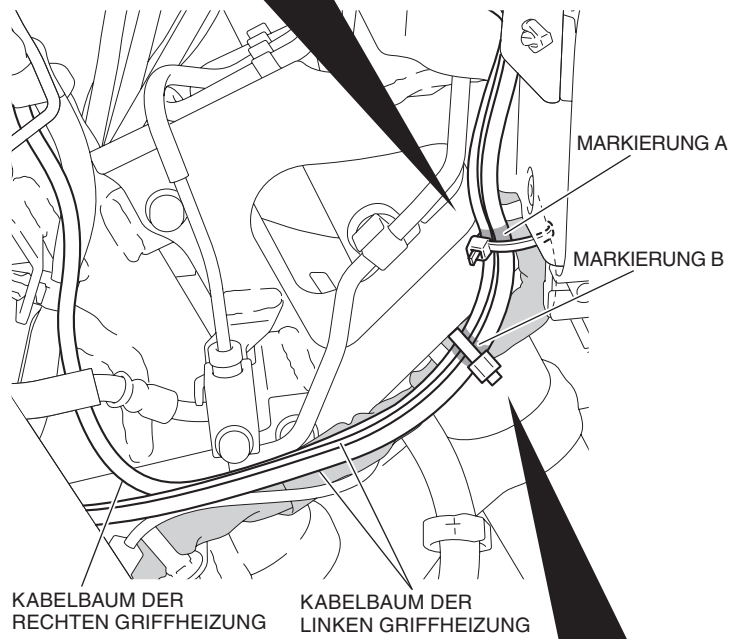 MARKIERUNG A
MARKIERUNG B
KABELBAUM DER
RECHTEN GRIFFHEIZUNG
KABELBAUM DER
LINKEN GRIFFHEIZUNG